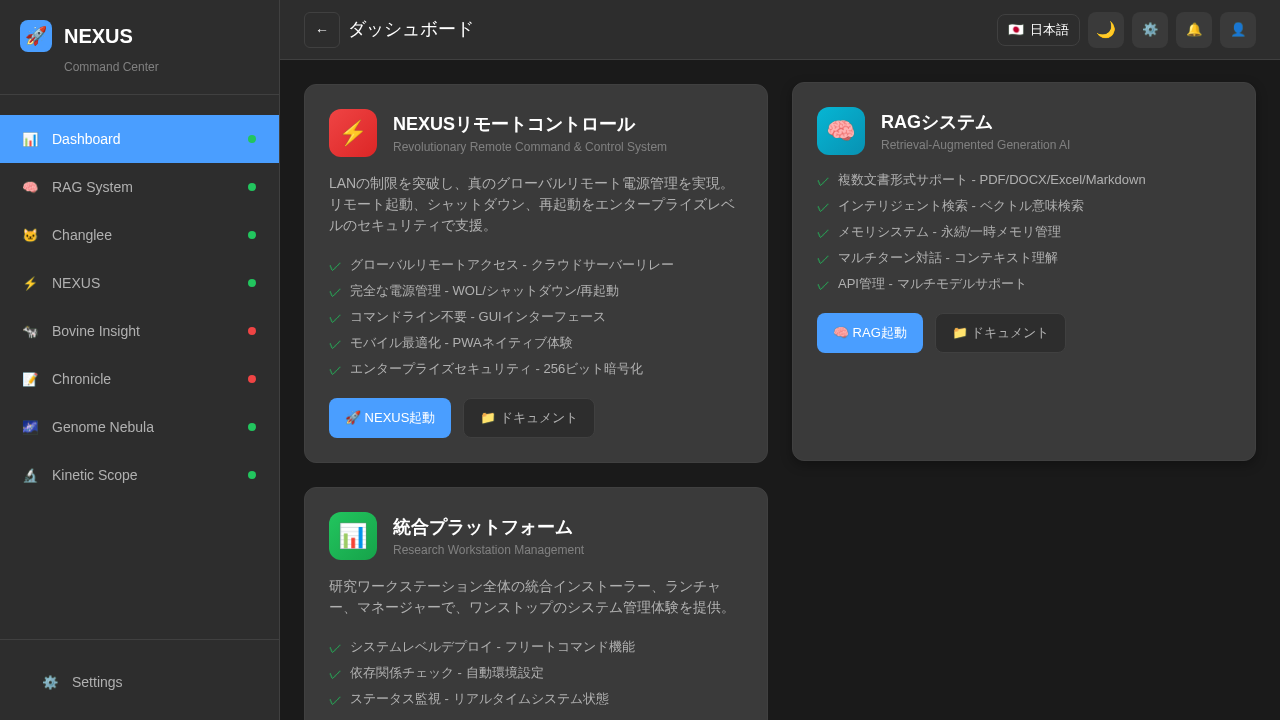 NEXUS
Command Center
Dashboard
RAG System
Changlee
NEXUS
Bovine Insight
Chronicle
Genome Nebula
Kinetic Scope
Settings
← ダッシュボード
日本語
NEXUSリモートコントロール
Revolutionary Remote Command & Control System
LANの制限を突破し、真のグローバルリモート電源管理を実現。
リモート起動、シャットダウン、再起動をエンタープライズレベ
ルのセキュリティで支援。
✓ グローバルリモートアクセス - クラウドサーバーリレー
✓ 完全な電源管理 - WOL/シャットダウン/再起動
✓ コマンドライン不要 - GUIインターフェース
✓ モバイル最適化 - PWAネイティブ体験
✓ エンタープライズセキュリティ - 256ビット暗号化
🚀 NEXUS起動
📁 ドキュメント
RAGシステム
Retrieval-Augmented Generation AI
✓ 複数文書形式サポート - PDF/DOCX/Excel/Markdown
✓ インテリジェント検索 - ベクトル意味検索
✓ メモリシステム - 永続/一時メモリ管理
✓ マルチターン対話 - コンテキスト理解
✓ API管理 - マルチモデルサポート
🧠 RAG起動
📁 ドキュメント
統合プラットフォーム
Research Workstation Management
研究ワークステーション全体の統合インストーラー、ランチャ
ー、マネージャーで、ワンストップのシステム管理体験を提供。
✓ システムレベルデプロイ - フリートコマンド機能
✓ 依存関係チェック - 自動環境設定
✓ ステータス監視 - リアルタイムシステム状態